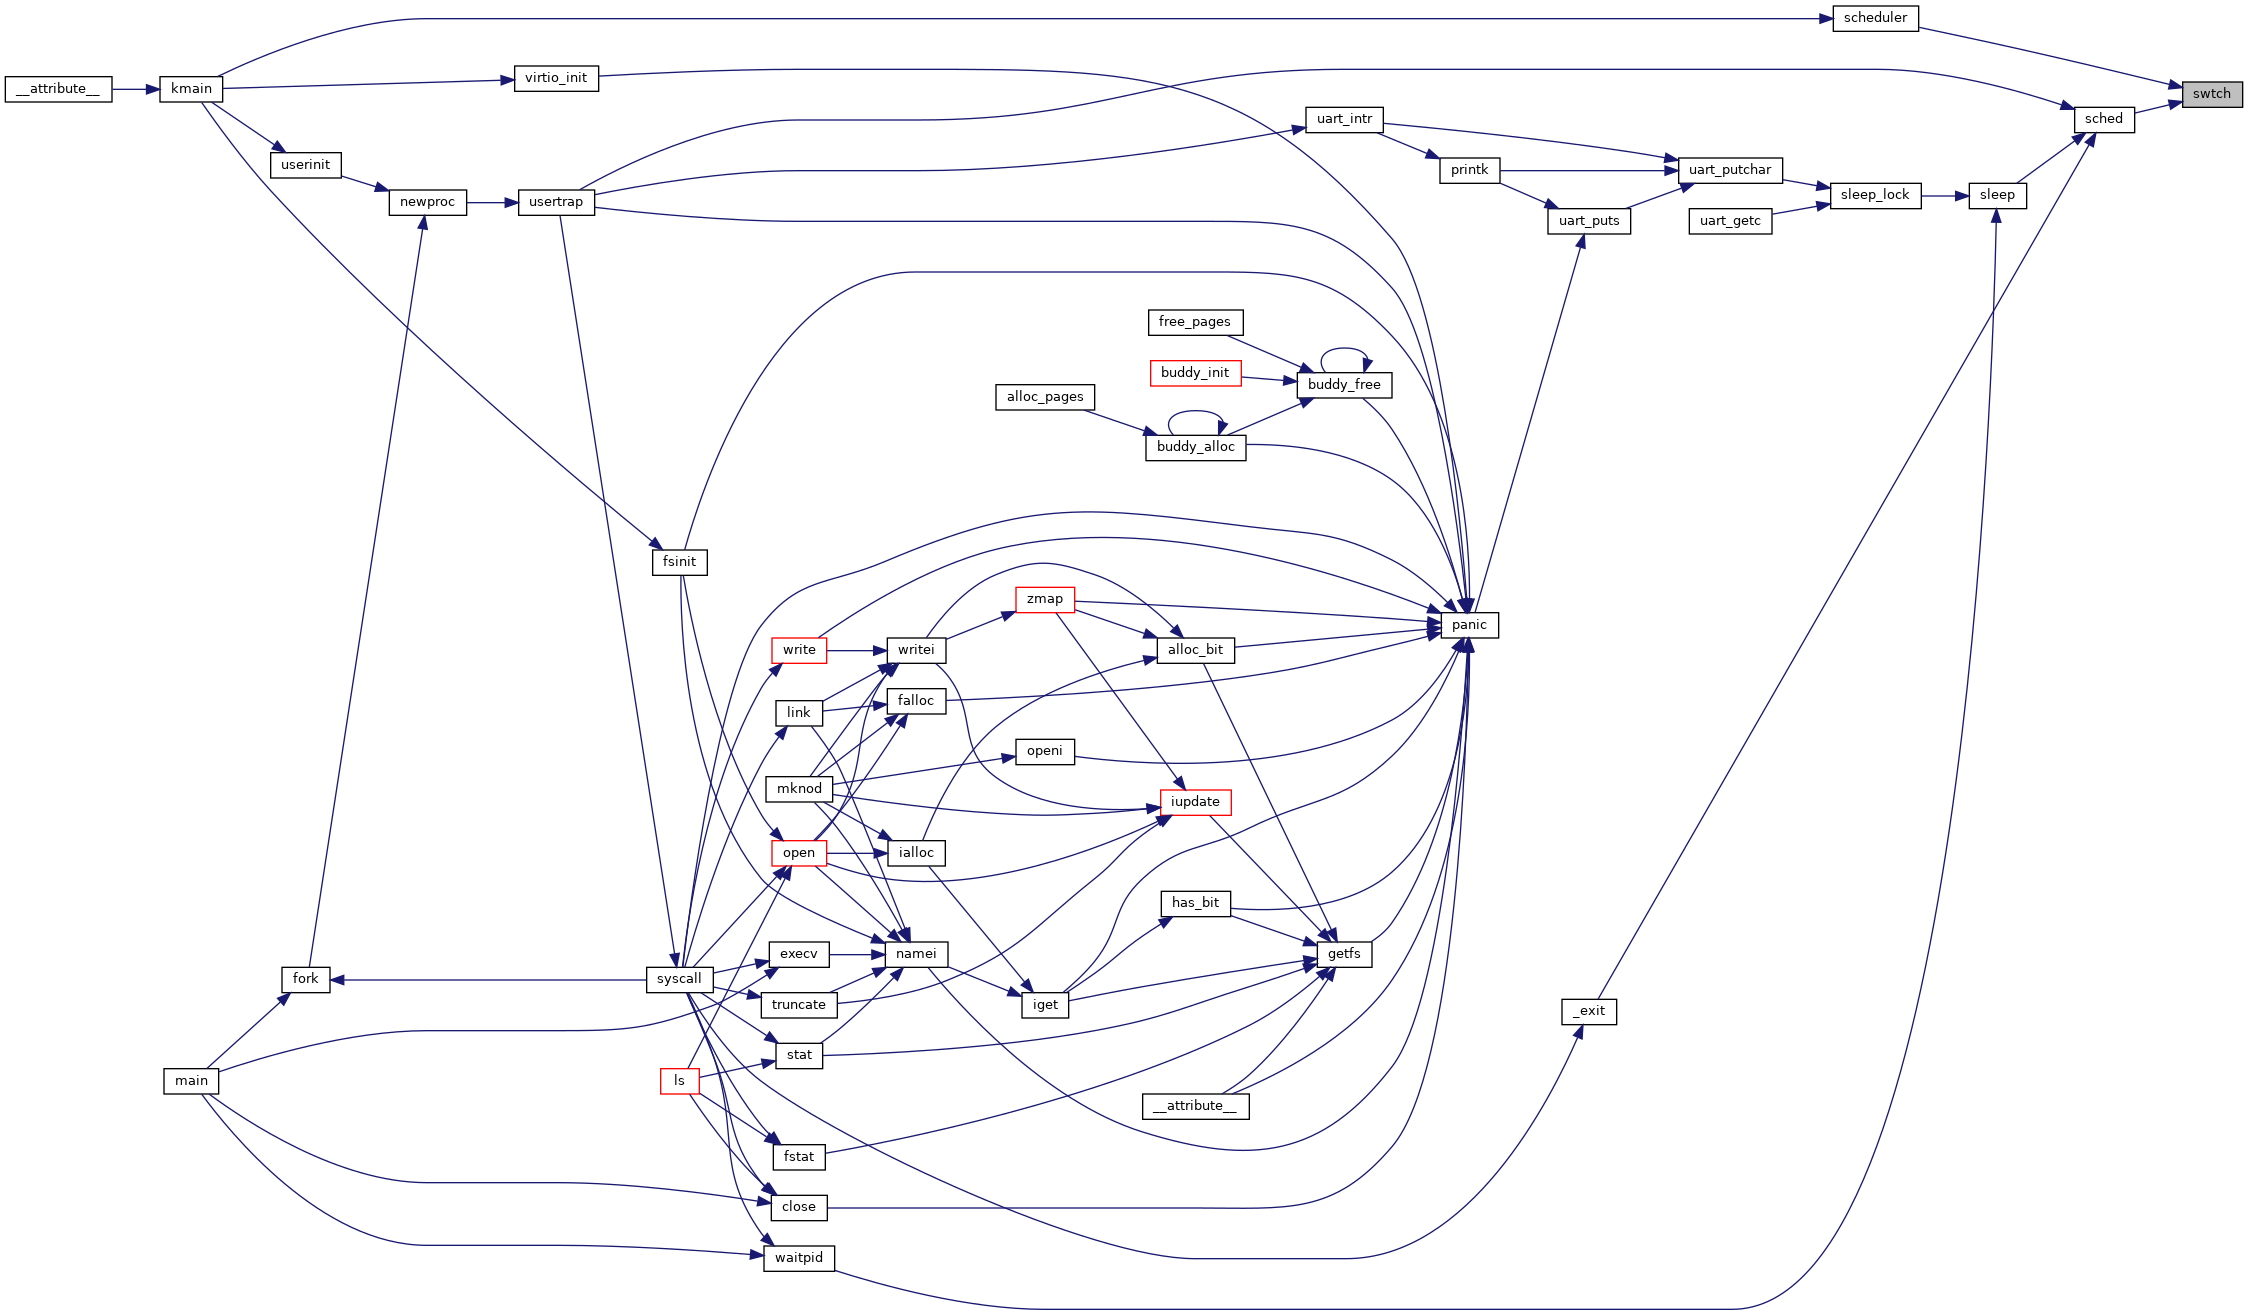 scheduler
virtio_init
__attribute__
kmain
swtch
uart_intr
sched
userinit
printk
uart_putchar
newproc
usertrap
sleep_lock
sleep
uart_puts
uart_getc
free_pages
buddy_init
buddy_free
alloc_pages
buddy_alloc
fsinit
zmap
panic
write
writei
alloc_bit
falloc
link
openi
mknod
iupdate
open
ialloc
has_bit
execv
namei
getfs
fork
syscall
truncate
iget
_exit
stat
main
ls
__attribute__
fstat
close
waitpid